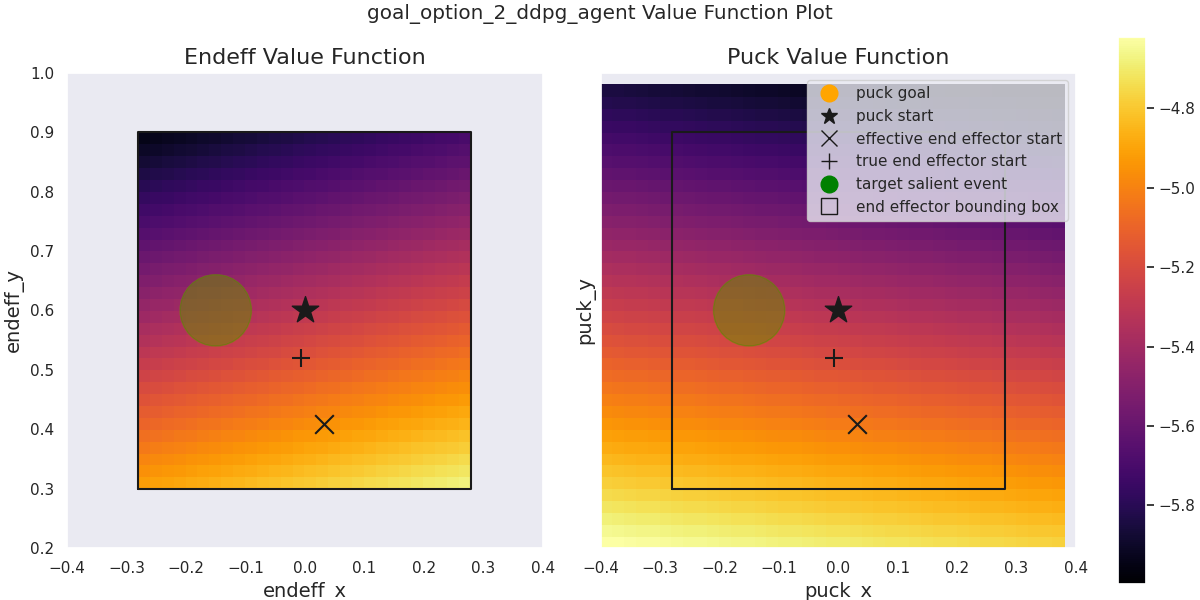 goal_option_2_ddpg_agent Value Function Plot
Endeff Value Function
Puck Value Function
endeff_y
1.0
0.9
0.8
0.7
0.6
0.5
0.4
0.3
0.2
−0.4 −0.3 −0.2 −0.1 0.0 0.1 0.2 0.3 0.4
endeff_x
puck_y
puck goal
puck start
effective end effector start
true end effector start
target salient event
end effector bounding box
−0.4 −0.3 −0.2 −0.1 0.0 0.1 0.2 0.3 0.4
puck_x
−4.8
−5.0
−5.2
−5.4
−5.6
−5.8